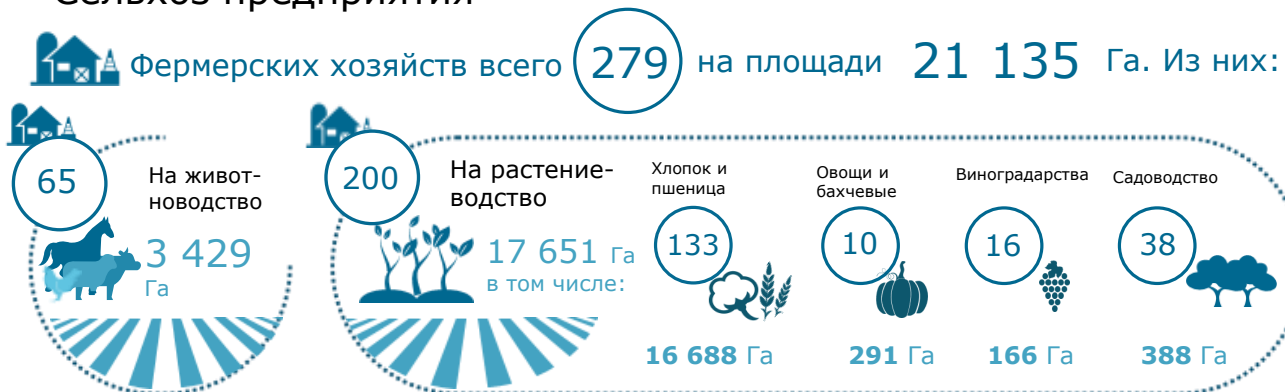 Сельхоз предприятия
Фермерских хозяйств всего 279 на площади 21 135 Га. Из них:
65
На живот-
новодство
3 429
Га
200
На растение-
водство
17 651 Га
в том числе:
Хлопок и
пшеница
133
16 688 Га
Овощи и
бахчевые
10
291 Га
Виноградарства
16
166 Га
Садоводство
38
388 Га